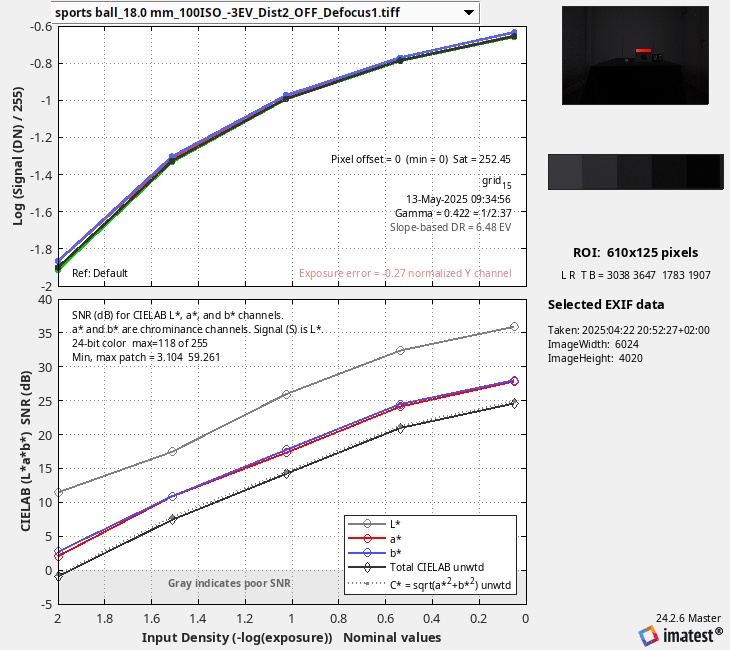 sports ball_18.0 mm_100ISO_-3EV_Dist2_OFF_Defocus1.tiff
-0.6
-0.8
-1
-1.2
-1.4
-1.6
-1.8
-2
Log (Signal (DN) / 255)
Pixel offset = 0 (min = 0) Sat = 252.45
grid15
13-May-2025 09:34:56
Gamma = 0.422 = 1/2.37
Slope-based DR = 6.48 EV
Ref: Default
Exposure error = -0.27 normalized Y channel
40
35
30
25
20
15
10
5
0
-5
CIELAB (L*a*b*) SNR (dB)
SNR (dB) for CIELAB L*, a*, and b* channels.
a* and b* are chrominance channels. Signal (S) is L*.
24-bit color max=118 of 255
Min, max patch = 3.104 59.261
L*
a*
b*
Total CIELAB unwtd
C* = sqrt(a*2+b*2) unwtd
Gray indicates poor SNR
2
1.8
1.6
1.4
1.2
1
0.8
0.6
0.4
0.2
0
Input Density (-log(exposure)) Nominal values
ROI: 610x125 pixels
L R T B = 3038 3647 1783 1907
Selected EXIF data
Taken: 2025:04:22 20:52:27+02:00
ImageWidth: 6024
ImageHeight: 4020
24.2.6 Master
imatest®